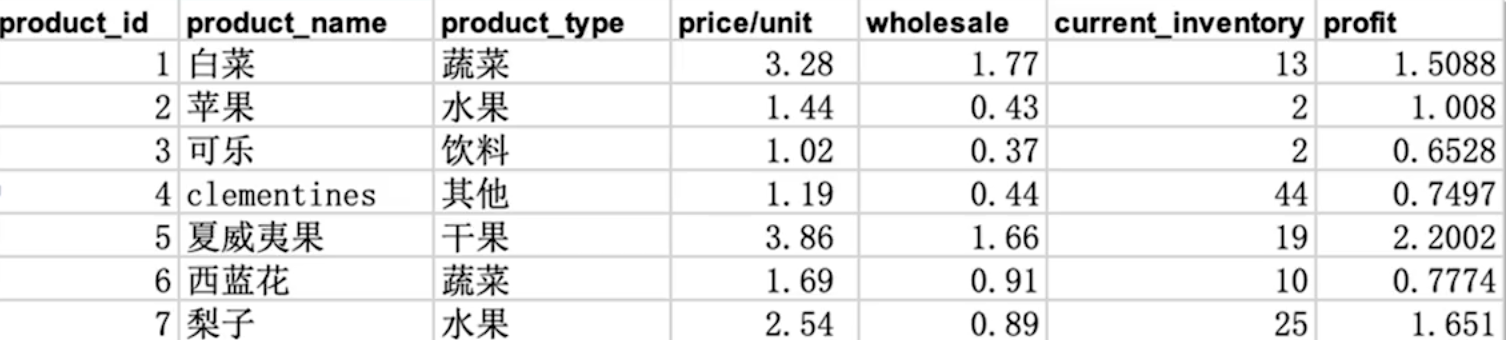 product_id product_name product_type price/unit wholesale current_inventory profit
1 白菜 蔬菜 3.28 1.77 13 1.5088
2 苹果 水果 1.44 0.43 2 1.008
3 可乐 饮料 1.02 0.37 2 0.6528
4 clementines 其他 1.19 0.44 44 0.7497
5 夏威夷果 干果 3.86 1.66 19 2.2002
6 西蓝花 蔬菜 1.69 0.91 10 0.7774
7 梨子 水果 2.54 0.89 25 1.651